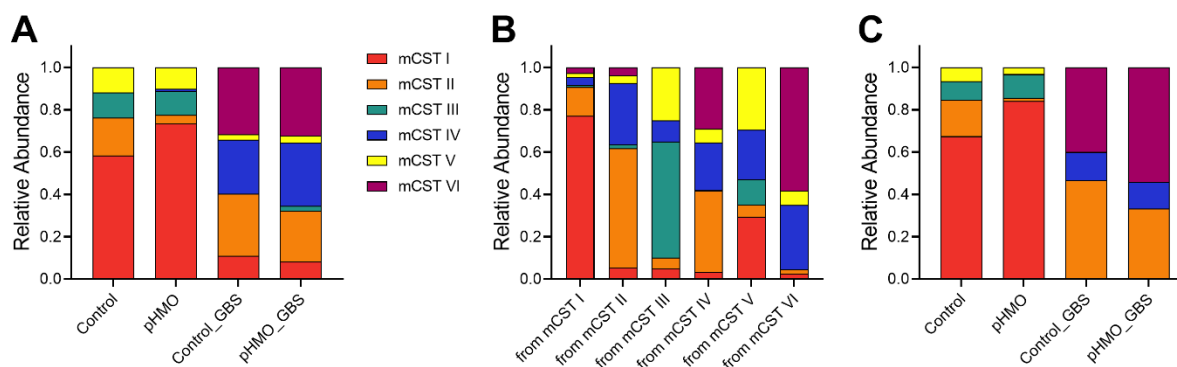 A
Relative Abundance
1.0
0.8
0.6
0.4
0.2
0.0
Control
pHMO
Control_GBS
pHMO_GBS
mCST I
mCST II
mCST III
mCST IV
mCST V
mCST VI
B
Relative Abundance
1.0
0.8
0.6
0.4
0.2
0.0
from mCST I
from mCST II
from mCST III
from mCST IV
from mCST V
from mCST VI
C
Relative Abundance
1.0
0.8
0.6
0.4
0.2
0.0
Control
pHMO
Control_GBS
pHMO_GBS